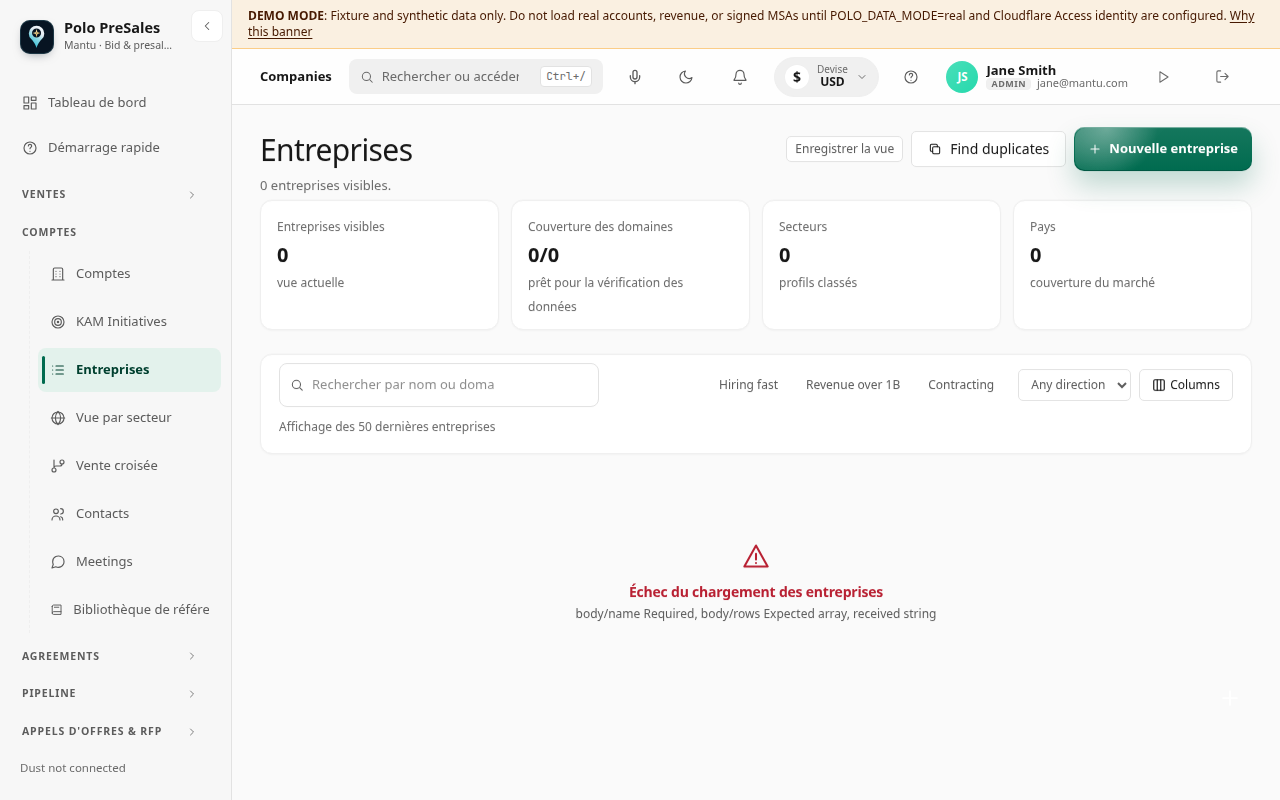 Polo PreSales
Mantu · Bid & presal...
Tableau de bord
Démarrage rapide
VENTES
COMPTES
Comptes
KAM Initiatives
Entreprises
Vue par secteur
Vente croisée
Contacts
Meetings
Bibliothèque de référe
AGREEMENTS
PIPELINE
APPELS D'OFFRES & RFP
Dust not connected
DEMO MODE: Fixture and synthetic data only. Do not load real accounts, revenue, or signed MSAs until POLO_DATA_MODE=real and Cloudflare Access identity are configured. Why
this banner
Companies
Rechercher ou accéder
Ctrl+/
$
Devise
USD
JS
Jane Smith
ADMIN jane@mantu.com
Entreprises
0 entreprises visibles.
Enregistrer la vue
Find duplicates
Nouvelle entreprise
Entreprises visibles
0
vue actuelle
Couverture des domaines
0/0
prêt pour la vérification des
données
Secteurs
0
profils classés
Pays
0
couverture du marché
Rechercher par nom ou doma
Hiring fast
Revenue over 1B
Contracting
Any direction
Columns
Affichage des 50 dernières entreprises
Échec du chargement des entreprises
body/name Required, body/rows Expected array, received string